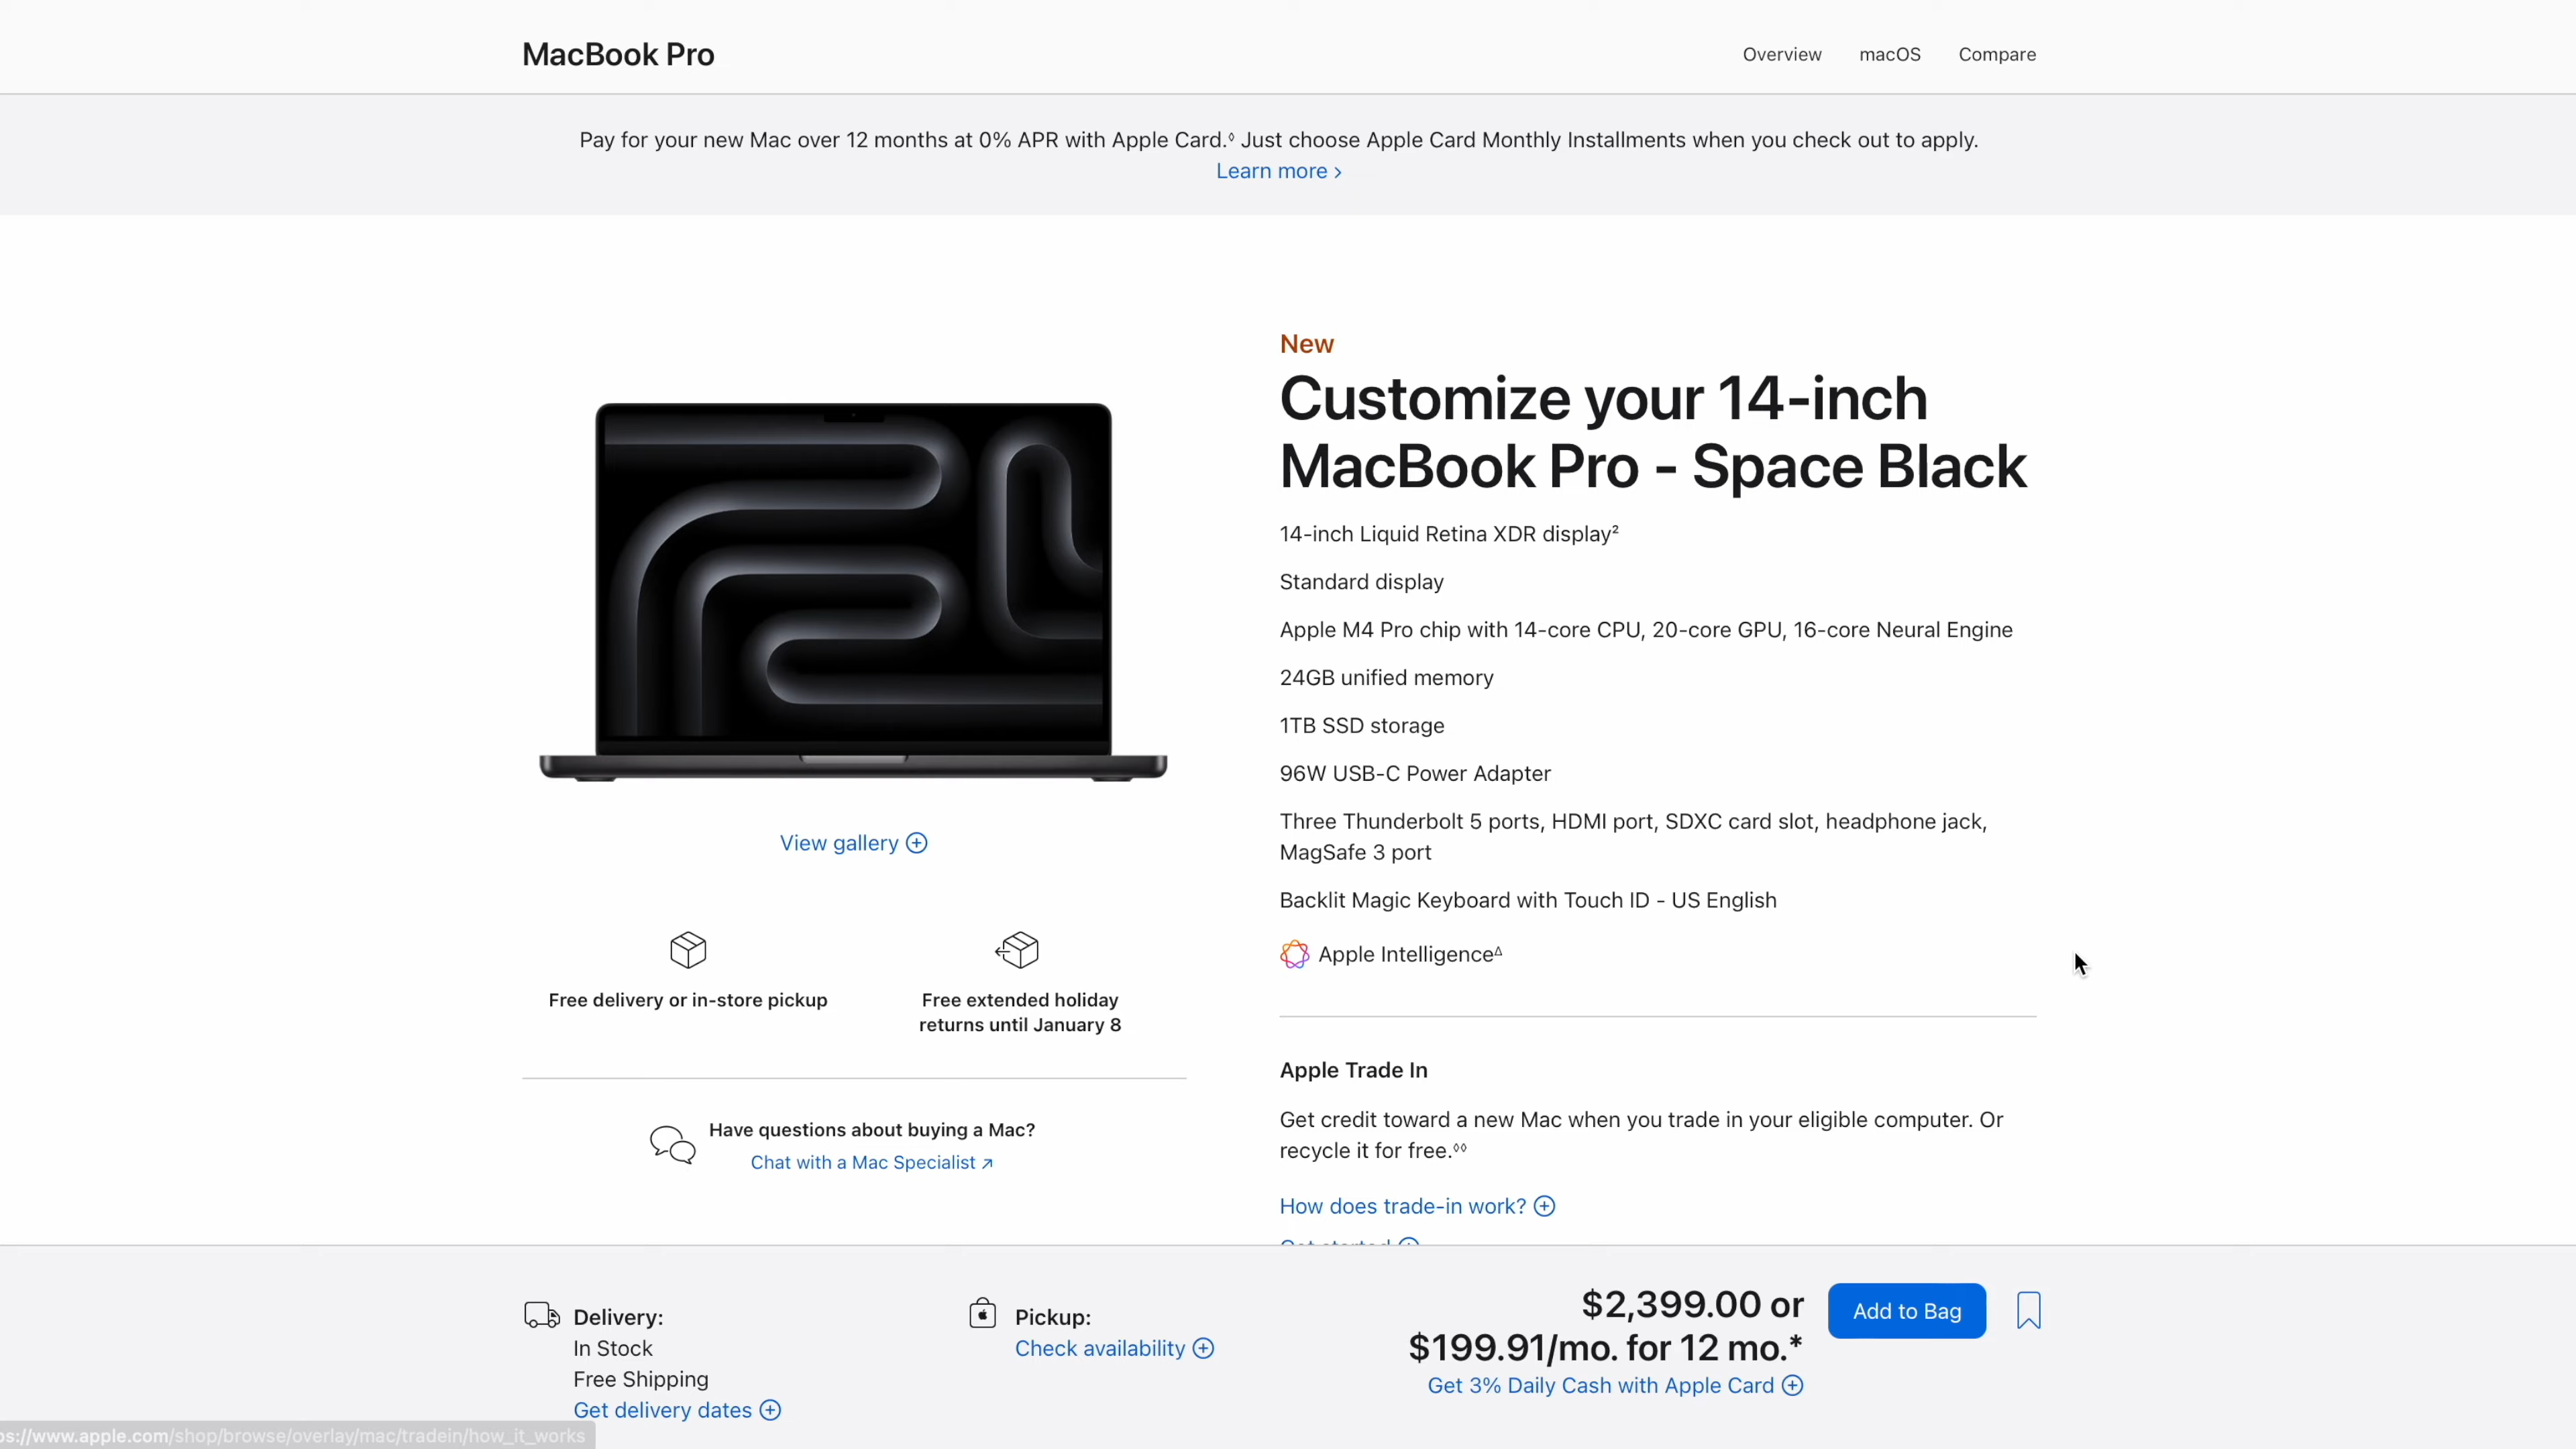 MacBook Pro
Overview
macOS
Compare
Pay for your new Mac over 12 months at 0% APR with Apple Card.◊ Just choose Apple Card Monthly Installments when you check out to apply.
Learn more ›
New
Customize your 14-inch
MacBook Pro - Space Black
14-inch Liquid Retina XDR display²
Standard display
Apple M4 Pro chip with 14-core CPU, 20-core GPU, 16-core Neural Engine
24GB unified memory
1TB SSD storage
96W USB-C Power Adapter
Three Thunderbolt 5 ports, HDMI port, SDXC card slot, headphone jack,
MagSafe 3 port
Backlit Magic Keyboard with Touch ID - US English
Apple IntelligenceΔ
View gallery
Free delivery or in-store pickup
Free extended holiday
returns until January 8
Have questions about buying a Mac?
Chat with a Mac Specialist ↗
Apple Trade In
Get credit toward a new Mac when you trade in your eligible computer. Or
recycle it for free.◊◊
How does trade-in work?
Delivery:
In Stock
Free Shipping
Get delivery dates
Pickup:
Check availability
$2,399.00 or
$199.91/mo. for 12 mo.*
Get 3% Daily Cash with Apple Card
Add to Bag
ps://www.apple.com/shop/browse/overlay/mac/tradein/how_it_works